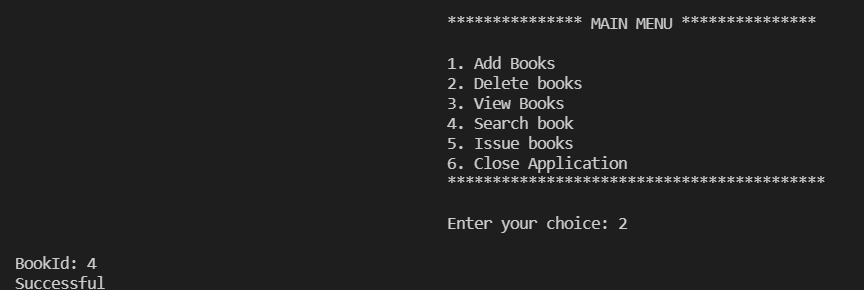 *************** MAIN MENU ***************
1. Add Books
2. Delete books
3. View Books
4. Search book
5. Issue books
6. Close Application
******************************************
Enter your choice: 2
BookId: 4
Successful